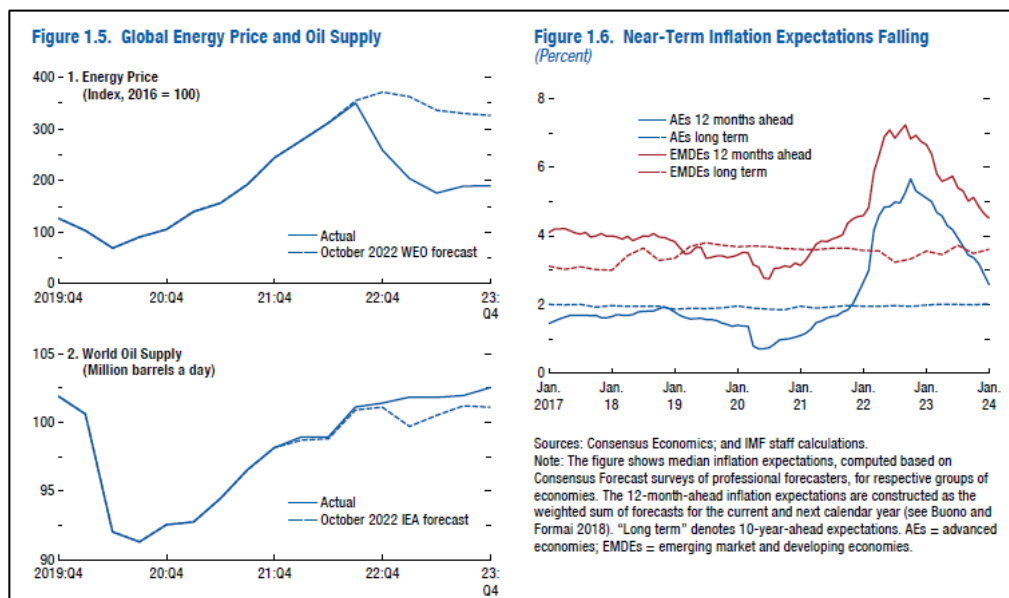 Figure 1.5. Global Energy Price and Oil Supply
400
1. Energy Price
(Index, 2016 = 100)
300
200
100
0
Actual
October 2022 WEO forecast
2019:Q4
20:Q4
21:Q4
22:Q4
23:
Q4
105
2. World Oil Supply
(Million barrels a day)
100
95
90
Actual
October 2022 IEA forecast
2019:Q4
20:Q4
21:Q4
22:Q4
23:
Q4
Figure 1.6. Near-Term Inflation Expectations Falling
(Percent)
8
6
4
2
0
AEs 12 months ahead
AEs long term
EMDEs 12 months ahead
EMDEs long term
Jan.
2017
Jan.
18
Jan.
19
Jan.
20
Jan.
21
Jan.
22
Jan.
23
Jan.
24
Sources: Consensus Economics; and IMF staff calculations.
Note: The figure shows median inflation expectations, computed based on
Consensus Forecast surveys of professional forecasters, for respective groups of
economies. The 12-month-ahead inflation expectations are constructed as the
weighted sum of forecasts for the current and next calendar year (see Buono and
Formai 2018). “Long term” denotes 10-year-ahead expectations. AEs = advanced
economies; EMDEs = emerging market and developing economies.